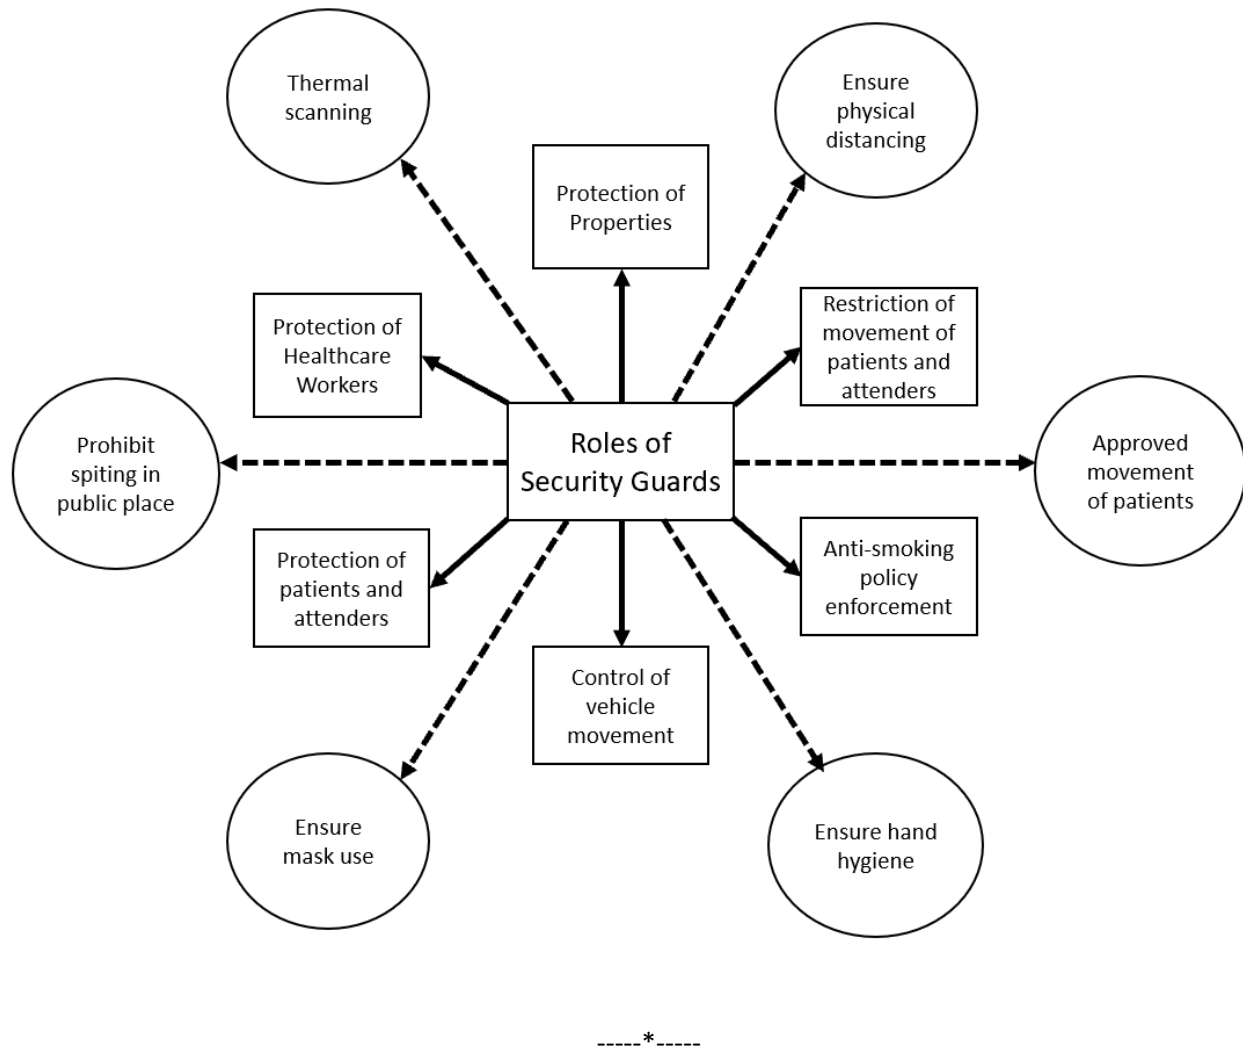 Thermal
scanning
Ensure
physical
distancing
Protection of
Properties
Protection of
Healthcare
Workers
Restriction of
movement of
patients and
attenders
Prohibit
spiting in
public place
Roles of
Security Guards
Approved
movement
of patients
Protection of
patients and
attenders
Anti-smoking
policy
enforcement
Control of
vehicle
movement
Ensure
mask use
Ensure hand
hygiene
-----*-----